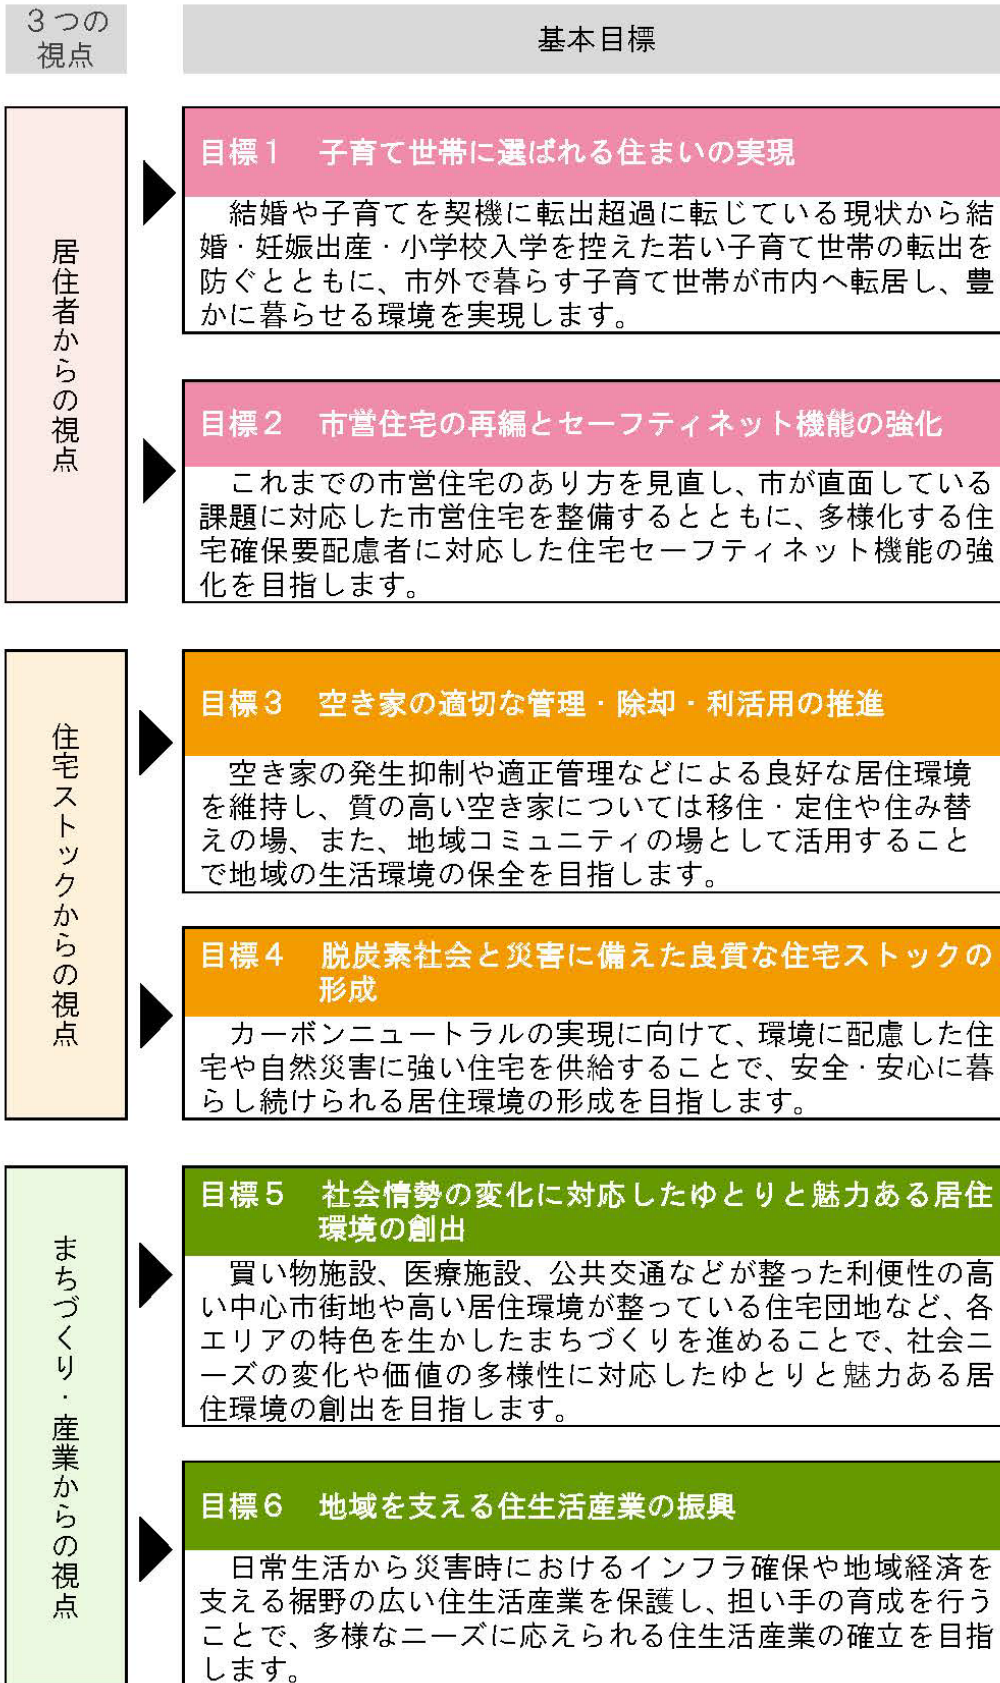 3つの
視点
基本目標
居住者からの視点
目標1　子育て世帯に選ばれる住まいの実現
　結婚や子育てを契機に転出超過に転じている現状から結
婚・妊娠出産・小学校入学を控えた若い子育て世帯の転出を
防ぐとともに、市外で暮らす子育て世帯が市内へ転居し、豊
かに暮らせる環境を実現します。
目標2　市営住宅の再編とセーフティネット機能の強化
　これまでの市営住宅のあり方を見直し、市が直面している
課題に対応した市営住宅を整備するとともに、多様化する住
宅確保要配慮者に対応した住宅セーフティネット機能の強
化を目指します。
住宅ストックからの視点
目標3　空き家の適切な管理・除却・利活用の推進
　空き家の発生抑制や適正管理などによる良好な居住環境
を維持し、質の高い空き家については移住・定住や住み替
えの場、また、地域コミュニティの場として活用すること
で地域の生活環境の保全を目指します。
目標4　脱炭素社会と災害に備えた良質な住宅ストックの
形成
　カーボンニュートラルの実現に向けて、環境に配慮した住
宅や自然災害に強い住宅を供給することで、安全・安心に暮
らし続けられる居住環境の形成を目指します。
まちづくり・産業からの視点
目標5　社会情勢の変化に対応したゆとりと魅力ある居住
環境の創出
　買い物施設、医療施設、公共交通などが整った利便性の高
い中心市街地や高い居住環境が整っている住宅団地など、各
エリアの特色を生かしたまちづくりを進めることで、社会ニ
ーズの変化や価値の多様性に対応したゆとりと魅力ある居
住環境の創出を目指します。
目標6　地域を支える住生活産業の振興
　日常生活から災害時におけるインフラ確保や地域経済を
支える裾野の広い住生活産業を保護し、担い手の育成を行う
ことで、多様なニーズに応えられる住生活産業の確立を目指
します。